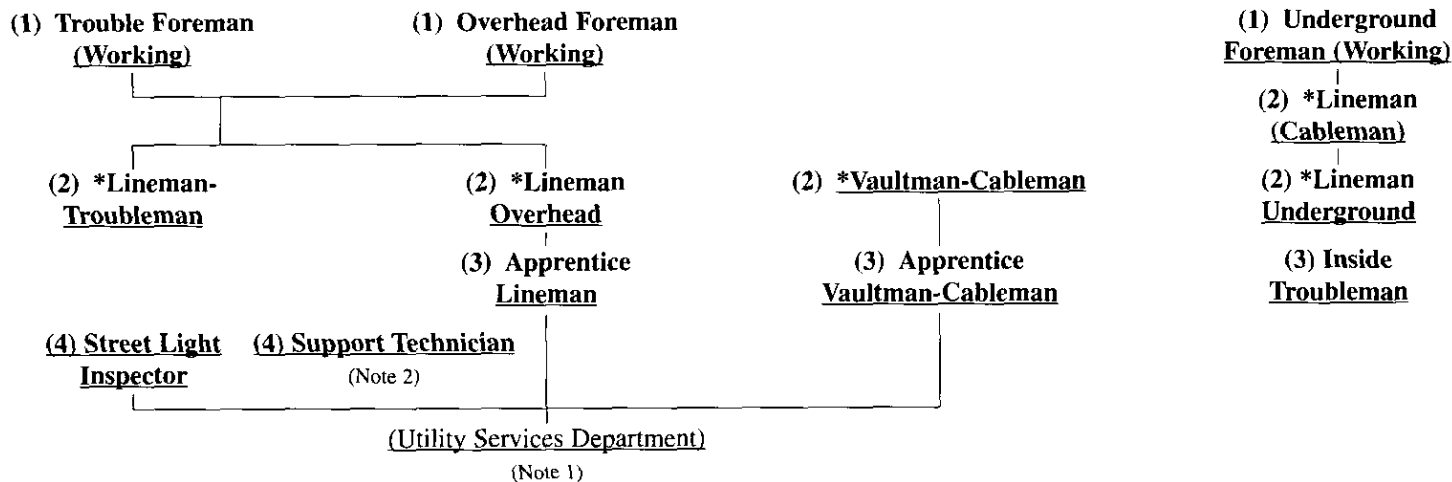 (1) Trouble Foreman
(Working)
(1) Overhead Foreman
(Working)
(1) Underground
Foreman (Working)
(2) *Lineman
(Cableman)
(2) *Lineman-
Troubleman
(2) *Lineman
Overhead
(2) *Vaultman-Cableman
(2) *Lineman
Underground
(3) Apprentice
Lineman
(3) Apprentice
Vaultman-Cableman
(3) Inside
Troubleman
(4) Street Light
Inspector
(4) Support Technician
(Note 2)
(Utility Services Department)
(Note 1)